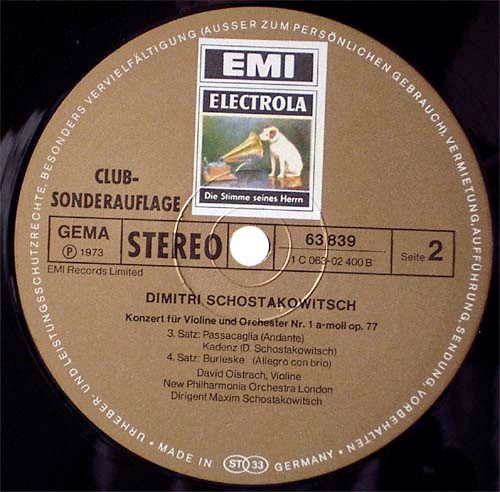 URHEBER- UND LEISTUNGSSCHUTZRECHTE, BESONDERS VERVIELFÄLTIGUNG (AUSSER ZUM PERSÖNLICHEN GEBRAUCH), VERMIETUNG, AUFFÜHRUNG, SENDUNG, VORBEHALTEN
EMI
ELECTROLA
Die Stimme seines Herrn
CLUB-
SONDERAUFLAGE
GEMA
℗ 1973
STEREO
63 839
1 C 063-02 400 B
Seite 2
EMI Records Limited
DIMITRI SCHOSTAKOWITSCH
Konzert für Violine und Orchester Nr. 1 a-moll op. 77
3. Satz: Passacaglia (Andante)
Kadenz (D. Schostakowitsch)
4. Satz: Burleske (Allegro con brio)
David Oistrach, Violine
New Philharmonia Orchestra London
Dirigent Maxim Schostakowitsch
• MADE IN ST 33 GERMANY •